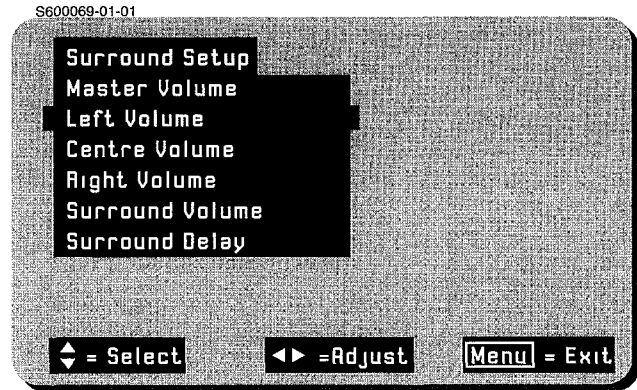 S600069-01-01
Surround Setup
Master Volume
Left Volume
Centre Volume
Right Volume
Surround Volume
Surround Delay
= Select ◄► =Adjust Menu = Exit